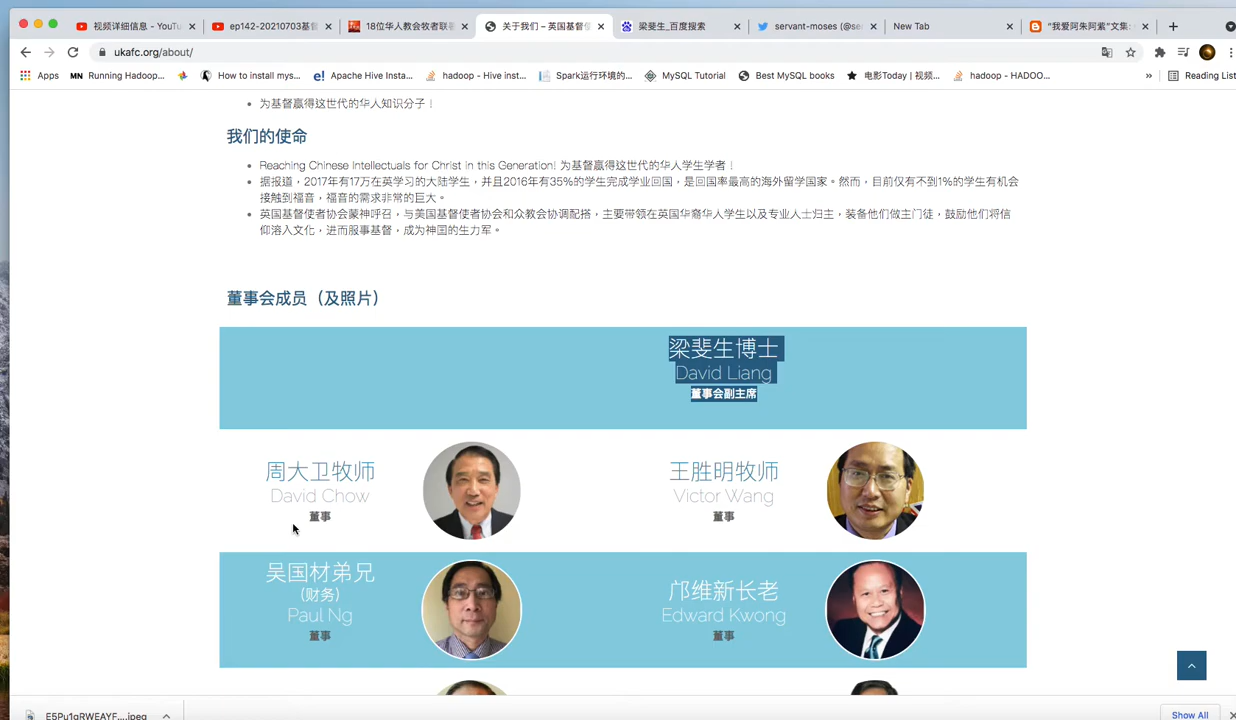 视频详细信息 - YouTu
ep142-20210703基督
18位华人教会牧者联署
关于我们 – 英国基督使
梁斐生_百度搜索
servant-moses (@ser
New Tab
"我爱阿朱阿紫"文集:
ukafc.org/about/
Apps
Running Hadoop...
How to install mys...
Apache Hive Insta...
hadoop - Hive inst...
Spark运行环境的...
MySQL Tutorial
Best MySQL books
电影Today | 视频...
hadoop - HADOO...
»
Reading List
• 为基督赢得这世代的华人知识分子！
我们的使命
• Reaching Chinese Intellectuals for Christ in this Generation! 为基督赢得这世代的华人学生学者！
• 据报道，2017年有17万在英学习的大陆学生，并且2016年有35%的学生完成学业回国，是回国率最高的海外留学国家。然而，目前仅有不到1%的学生有机会
接触到福音，福音的需求非常的巨大。
• 英国基督使者协会蒙神呼召，与美国基督使者协会和众教会协调配搭，主要带领在英国华裔华人学生以及专业人士归主，装备他们做主门徒，鼓励他们将信
仰溶入文化，进而服事基督，成为神国的生力军。
董事会成员（及照片）
梁斐生博士
David Liang
董事会副主席
周大卫牧师
David Chow
董事
王胜明牧师
Victor Wang
董事
吴国材弟兄
（财务）
Paul Ng
董事
邝维新长老
Edward Kwong
董事
E5Pu1gRWEAYF....jpeg
Show All